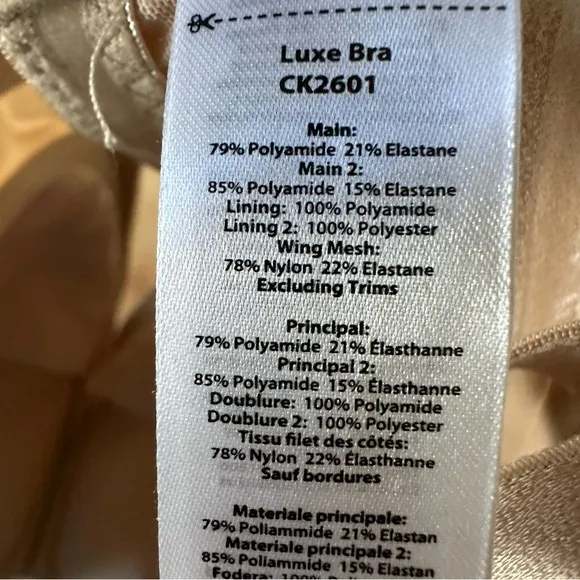 Luxe Bra
CK2601
Main:
79% Polyamide 21% Elastane
Main 2:
85% Polyamide 15% Elastane
Lining: 100% Polyamide
Lining 2: 100% Polyester
Wing Mesh:
78% Nylon 22% Elastane
Excluding Trims
Principal:
79% Polyamide 21% Élasthanne
Principal 2:
85% Polyamide 15% Élasthanne
Doublure: 100% Polyamide
Doublure 2: 100% Polyester
Tissu filet des côtés:
78% Nylon 22% Élasthanne
Sauf bordures
Materiale principale:
79% Poliammide 21% Elastan
Materiale principale 2:
85% Poliammide 15% Elastan
Fodera: 100%